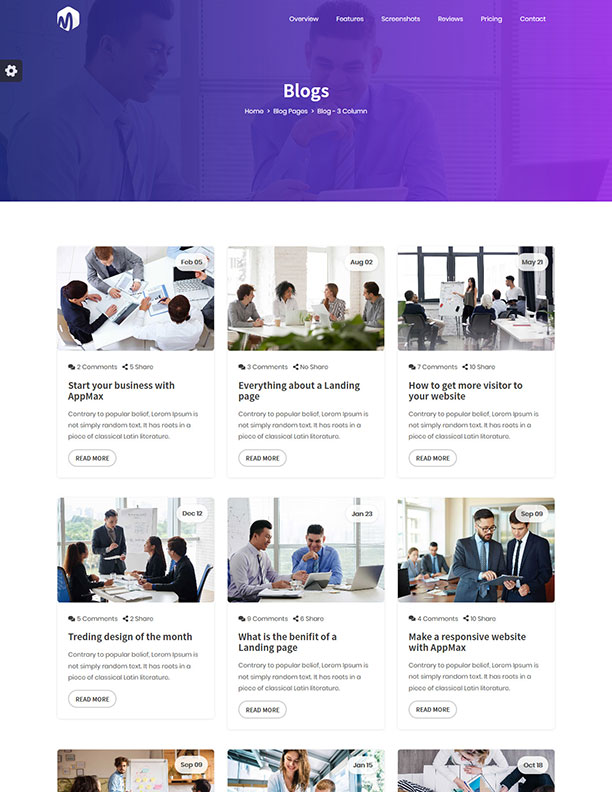 Overview Features Screenshots Reviews Pricing Contact
Blogs
Home > Blog Pages > Blog - 3 Column
Feb 05
2 Comments 5 Share
Start your business with
AppMax
Contrary to popular belief, Lorem Ipsum is
not simply random text. It has roots in a
piece of classical Latin literature.
READ MORE
Aug 02
3 Comments No Share
Everything about a Landing
page
Contrary to popular belief, Lorem Ipsum is
not simply random text. It has roots in a
piece of classical Latin literature.
READ MORE
May 21
7 Comments 10 Share
How to get more visitor to
your website
Contrary to popular belief, Lorem Ipsum is
not simply random text. It has roots in a
piece of classical Latin literature.
READ MORE
Dec 12
5 Comments 2 Share
Treding design of the month
Contrary to popular belief, Lorem Ipsum is
not simply random text. It has roots in a
piece of classical Latin literature.
READ MORE
Jan 23
9 Comments 6 Share
What is the benifit of a
Landing page
Contrary to popular belief, Lorem Ipsum is
not simply random text. It has roots in a
piece of classical Latin literature.
READ MORE
Sep 09
4 Comments 10 Share
Make a responsive website
with AppMax
Contrary to popular belief, Lorem Ipsum is
not simply random text. It has roots in a
piece of classical Latin literature.
READ MORE
Sep 09
Jan 15
Oct 18